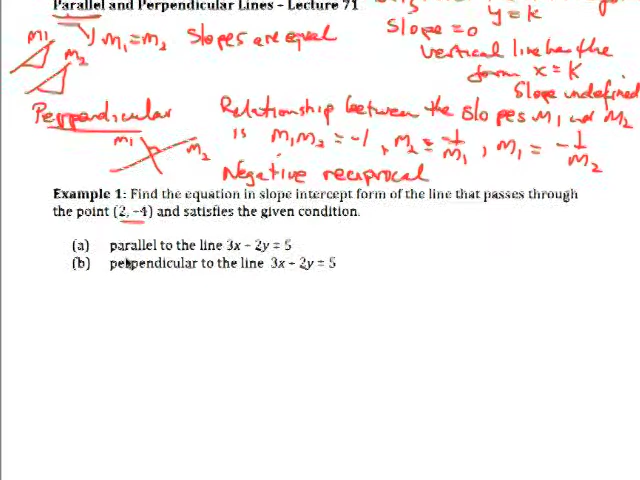 Parallel and Perpendicular Lines – Lecture 71
y = k
m1 m2 m1 = m2 Slopes are equal
Slope = 0
vertical line has the
form x = k
Slope undefined
Perpendicular Relationship between the slopes m1 and m2
m1 m2 is m1m2 = -1, m2 = -1/m1, m1 = -1/m2
Negative reciprocal
Example 1: Find the equation in slope intercept form of the line that passes through
the point (2, -4) and satisfies the given condition.
(a) parallel to the line 3x - 2y = 5
(b) perpendicular to the line 3x - 2y = 5